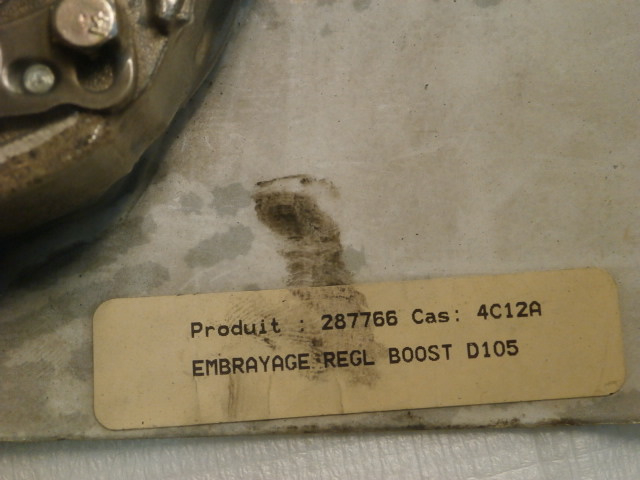 Produit : 287766 Cas: 4C12A
EMBRAYAGE REGL BOOST D105